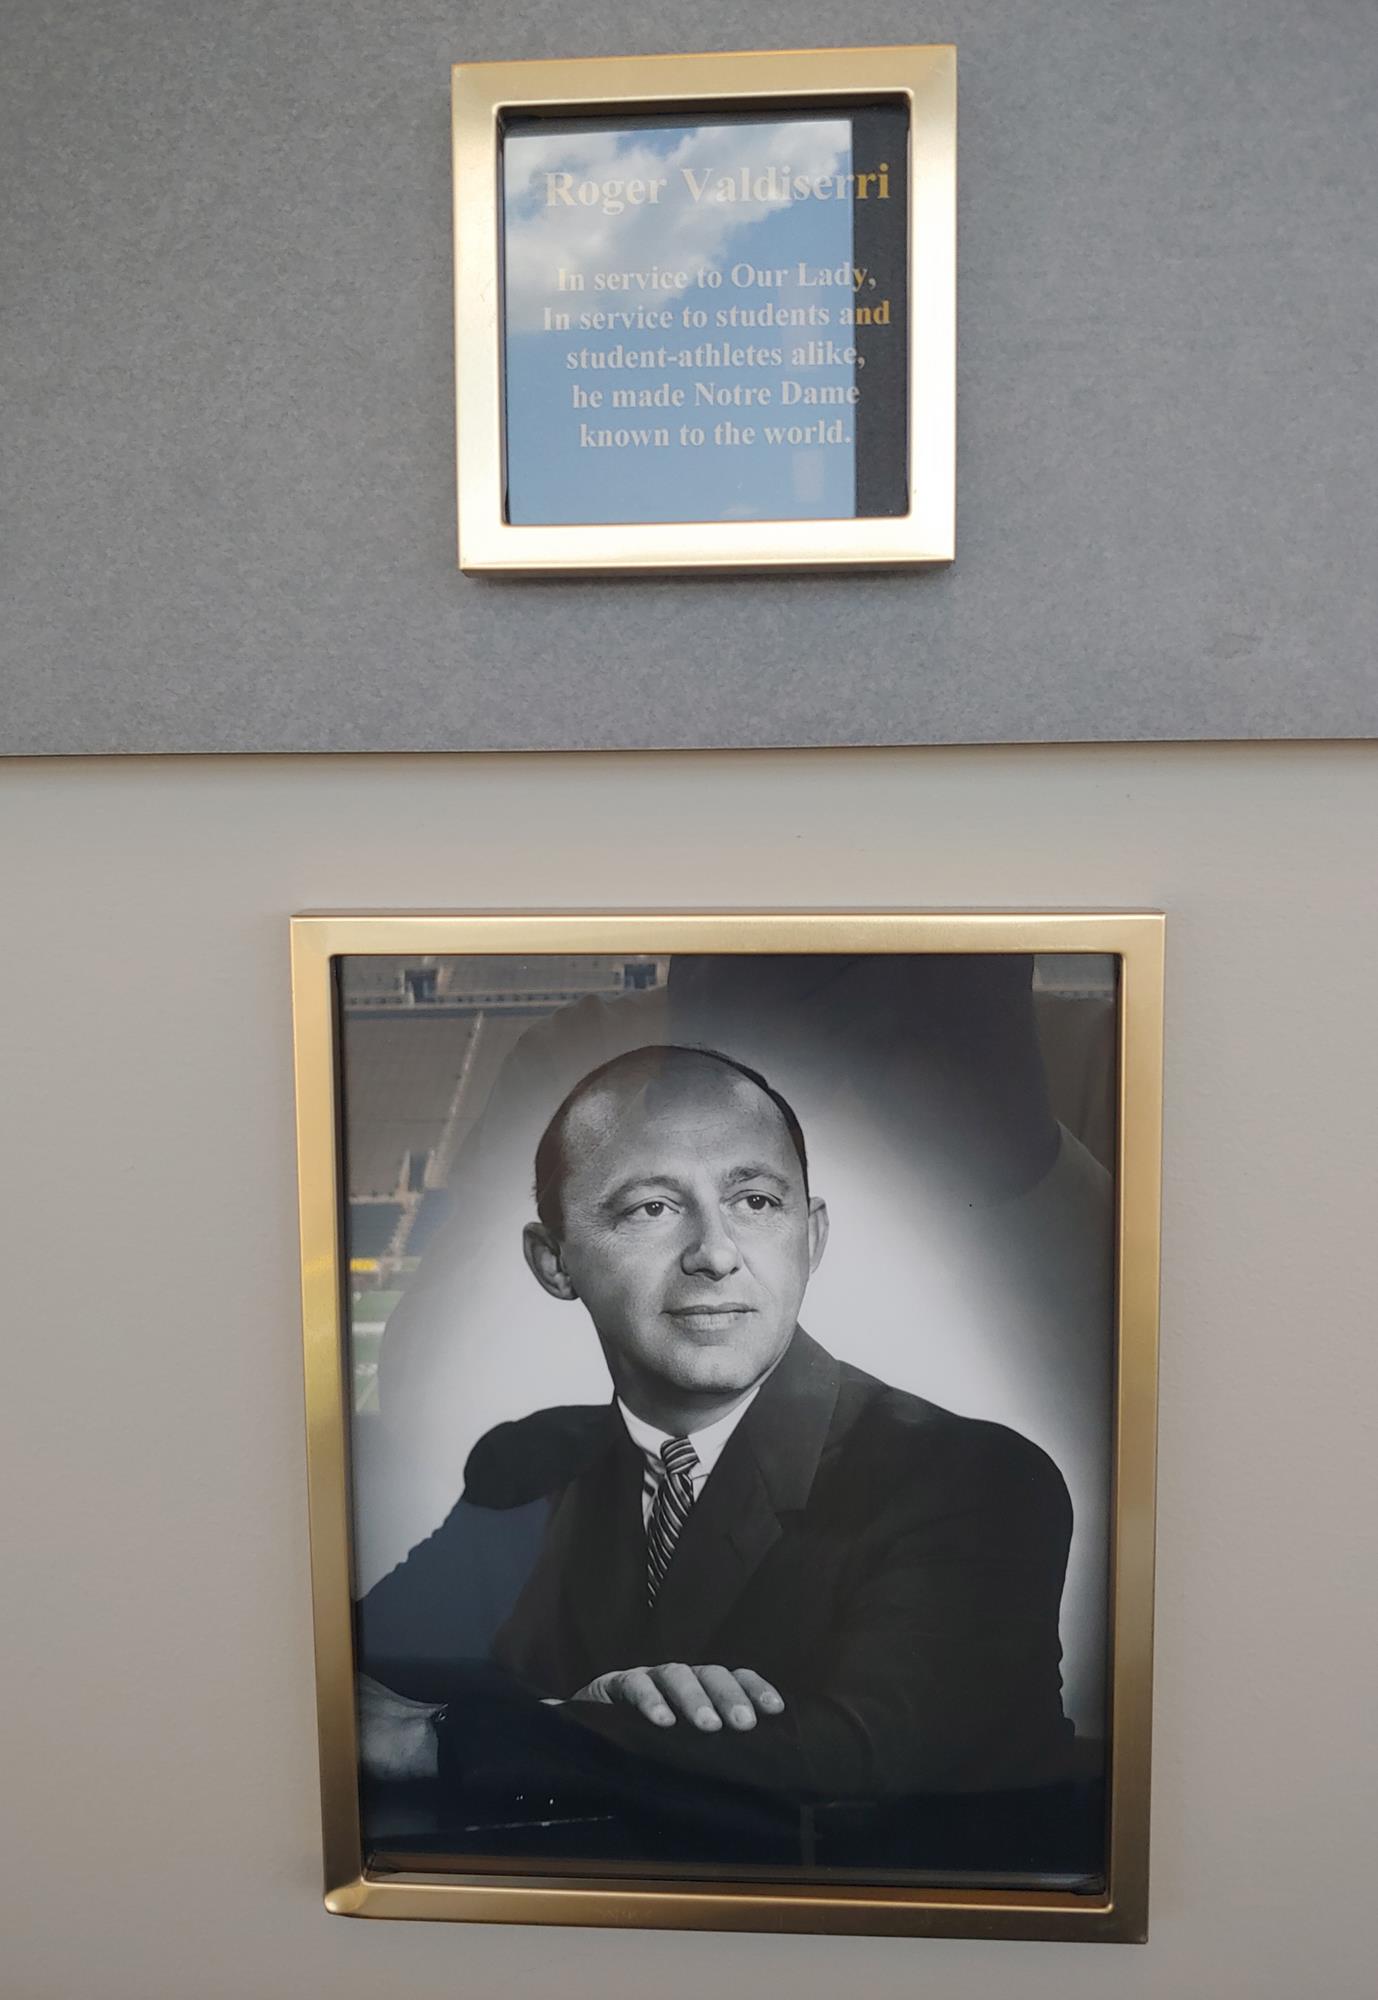 Roger Valdiserri
In service to Our Lady,
In service to students and
student-athletes alike,
he made Notre Dame
known to the world.